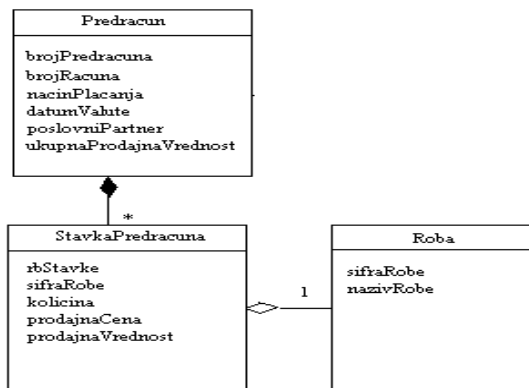 Predracun
brojPredracuna
brojRacuna
nacinPlacanja
datumValute
poslovniPartner
ukupnaProdajnaVrednost
*
StavkaPredracuna
rbStavke
sifraRobe
kolicina
prodajnaCena
prodajnaVrednost
1
Roba
sifraRobe
nazivRobe